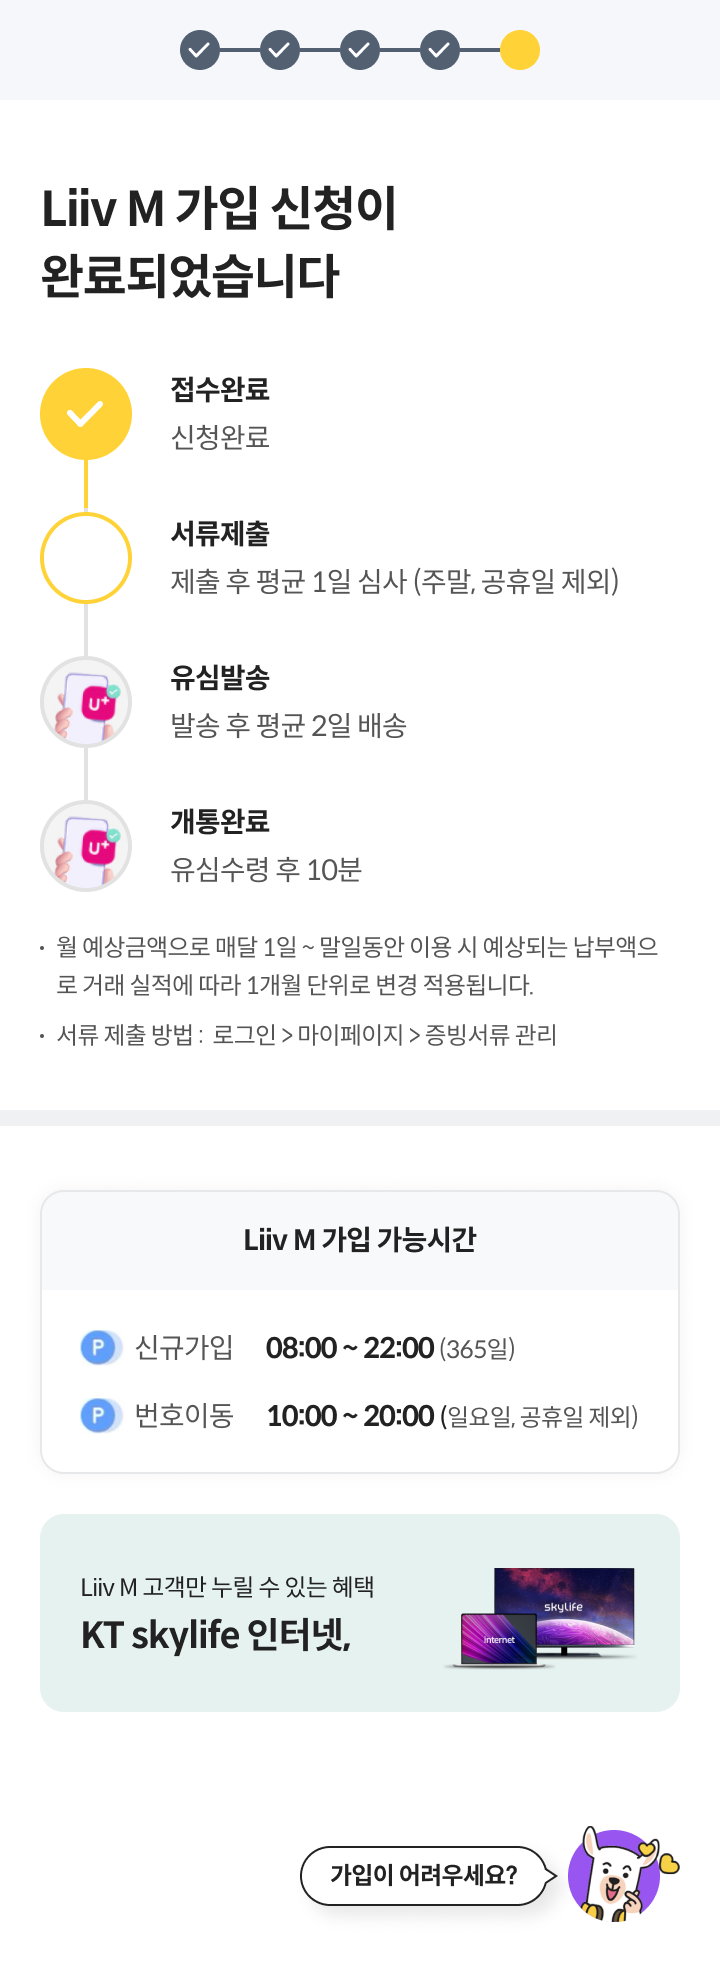 Liiv M 가입 신청이
완료되었습니다
접수완료
신청완료
서류제출
제출 후 평균 1일 심사 (주말, 공휴일 제외)
U+
유심발송
발송 후 평균 2일 배송
U+
개통완료
유심수령 후 10분
· 월 예상금액으로 매달 1일 ~ 말일동안 이용 시 예상되는 납부액으
로 거래 실적에 따라 1개월 단위로 변경 적용됩니다.
· 서류 제출 방법 : 로그인 > 마이페이지 > 증빙서류 관리
Liiv M 가입 가능시간
P 신규가입 08:00 ~ 22:00 (365일)
P 번호이동 10:00 ~ 20:00 (일요일, 공휴일 제외)
Liiv M 고객만 누릴 수 있는 혜택
KT skylife 인터넷,
skylife
internet
가입이 어려우세요?